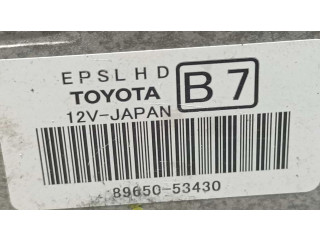 EPSLHD
TOYOTA B7
12V-JAPAN
89650-53430